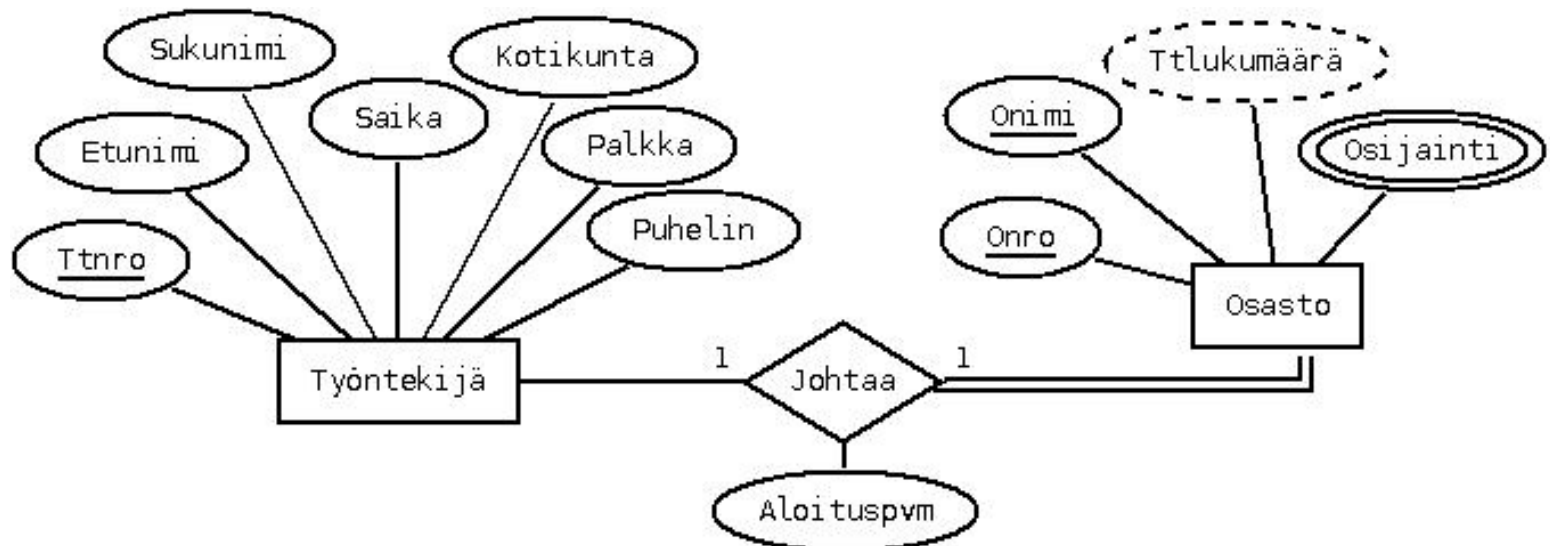 Sukunimi
Kotikunta
Ttlukumäärä
Saika
Onimi
Etunimi
Palkka
Osijainti
Ttnro
Puhelin
Onro
Osasto
Työntekijä
1
Johtaa
1
Aloituspvm